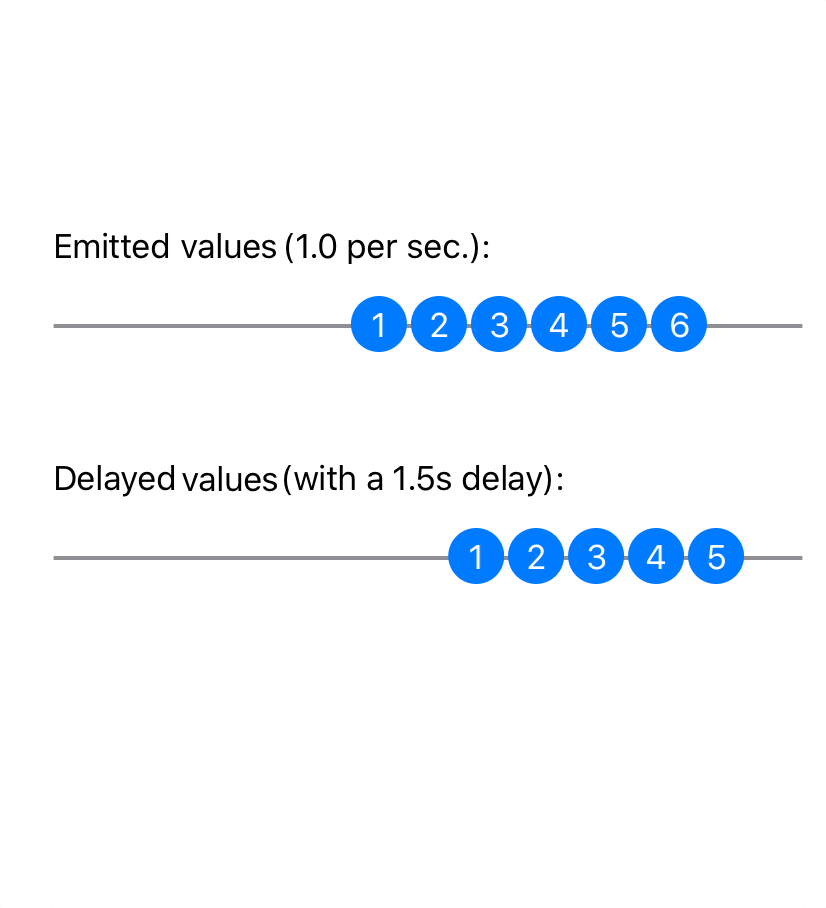 Emitted values (1.0 per sec.):
1 2 3 4 5 6
Delayed values (with a 1.5s delay):
1 2 3 4 5